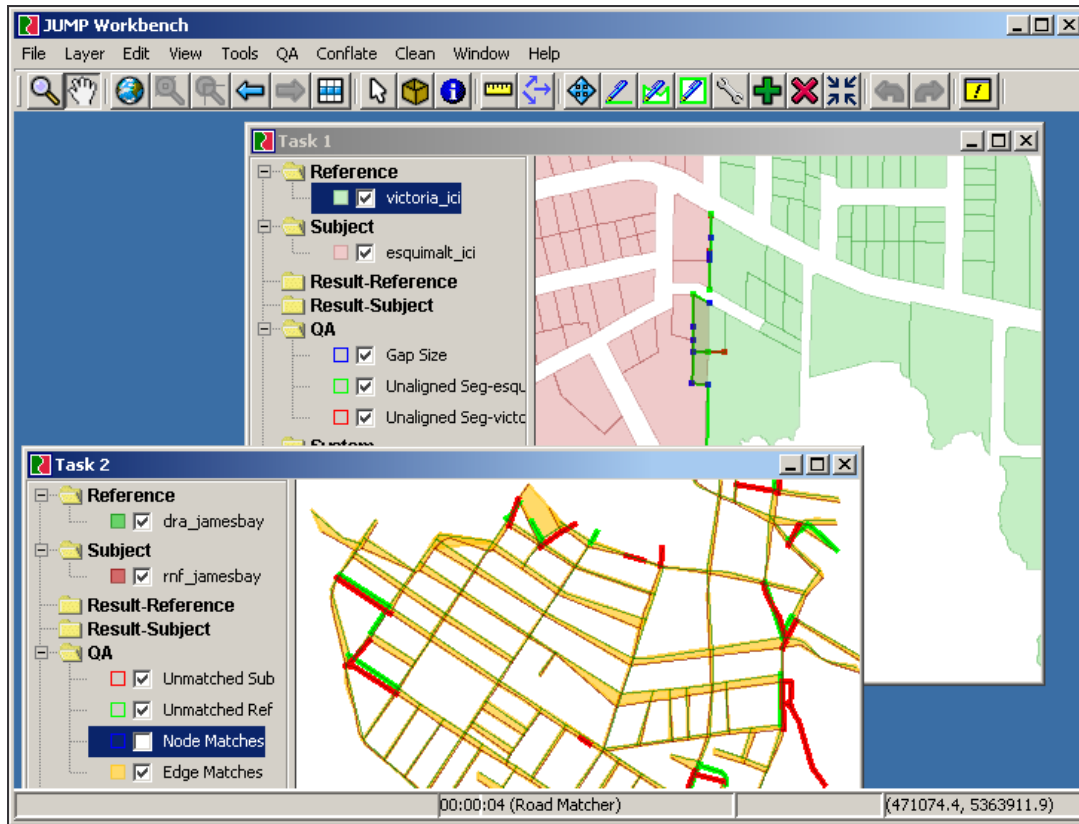 JUMP Workbench
File Layer Edit View Tools QA Conflate Clean Window Help
Task 1
Reference
victoria_ici
Subject
esquimalt_ici
Result-Reference
Result-Subject
QA
Gap Size
Unaligned Seg-esqu
Unaligned Seg-victo
System
Task 2
Reference
dra_jamesbay
Subject
rnf_jamesbay
Result-Reference
Result-Subject
QA
Unmatched Sub
Unmatched Ref
Node Matches
Edge Matches
00:00:04 (Road Matcher)
(471074.4, 5363911.9)